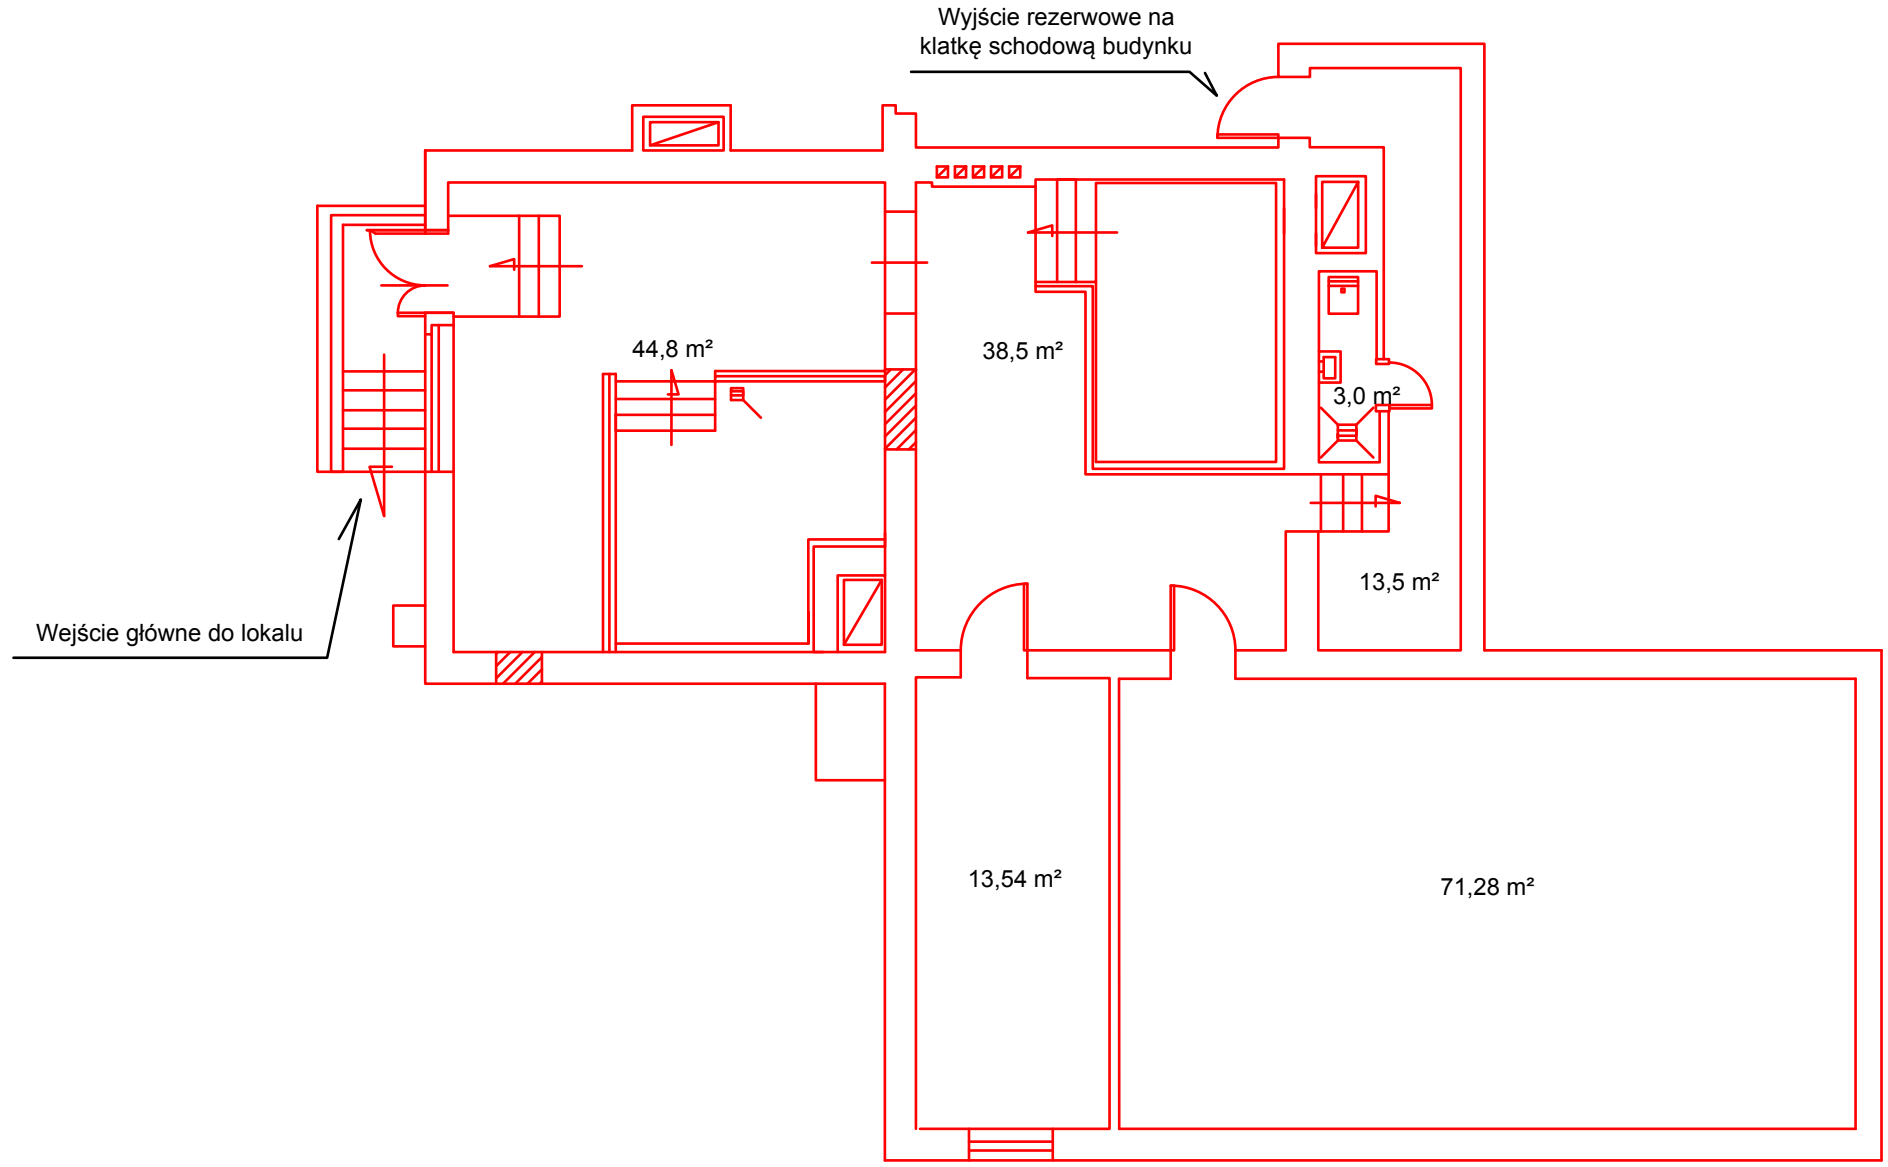 Wyjście rezerwowe na
klatkę schodową budynku
44,8 m²
38,5 m²
3,0 m²
13,5 m²
Wejście główne do lokalu
13,54 m²
71,28 m²